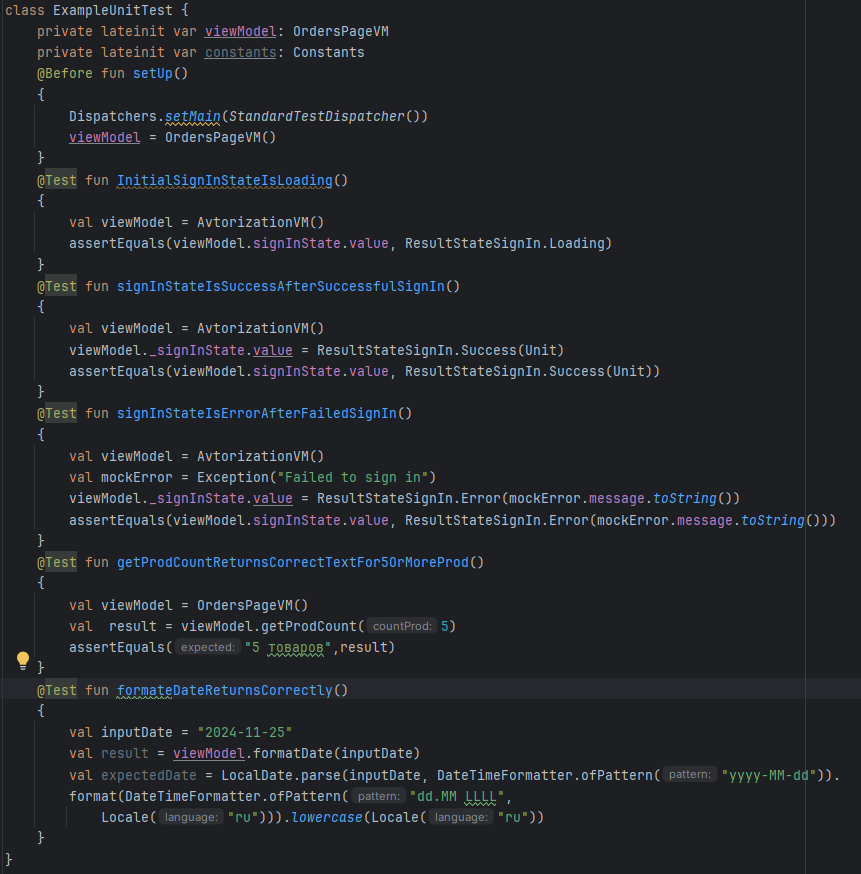 class ExampleUnitTest {
    private lateinit var viewModel: OrdersPageVM
    private lateinit var constants: Constants
    @Before fun setUp()
    {
        Dispatchers.setMain(StandardTestDispatcher())
        viewModel = OrdersPageVM()
    }
    @Test fun InitialSignInStateIsLoading()
    {
        val viewModel = AvtorizationVM()
        assertEquals(viewModel.signInState.value, ResultStateSignIn.Loading)
    }
    @Test fun signInStateIsSuccessAfterSuccessfulSignIn()
    {
        val viewModel = AvtorizationVM()
        viewModel._signInState.value = ResultStateSignIn.Success(Unit)
        assertEquals(viewModel.signInState.value, ResultStateSignIn.Success(Unit))
    }
    @Test fun signInStateIsErrorAfterFailedSignIn()
    {
        val viewModel = AvtorizationVM()
        val mockError = Exception("Failed to sign in")
        viewModel._signInState.value = ResultStateSignIn.Error(mockError.message.toString())
        assertEquals(viewModel.signInState.value, ResultStateSignIn.Error(mockError.message.toString()))
    }
    @Test fun getProdCountReturnsCorrectTextFor5OrMoreProd()
    {
        val viewModel = OrdersPageVM()
        val  result = viewModel.getProdCount( countProd: 5)
        assertEquals( expected: "5 товаров",result)
    }
    @Test fun formateDateReturnsCorrectly()
    {
        val inputDate = "2024-11-25"
        val result = viewModel.formatDate(inputDate)
        val expectedDate = LocalDate.parse(inputDate, DateTimeFormatter.ofPattern( pattern: "yyyy-MM-dd")).
        format(DateTimeFormatter.ofPattern( pattern: "dd.MM LLLL",
            Locale( language: "ru"))).lowercase(Locale( language: "ru"))
    }
}